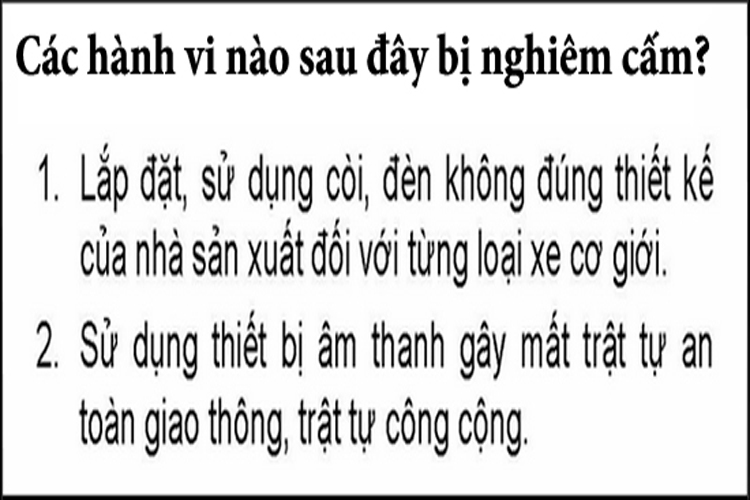 Các hành vi nào sau đây bị nghiêm cấm?
1. Lắp đặt, sử dụng còi, đèn không đúng thiết kế
của nhà sản xuất đối với từng loại xe cơ giới.
2. Sử dụng thiết bị âm thanh gây mất trật tự an
toàn giao thông, trật tự công cộng.